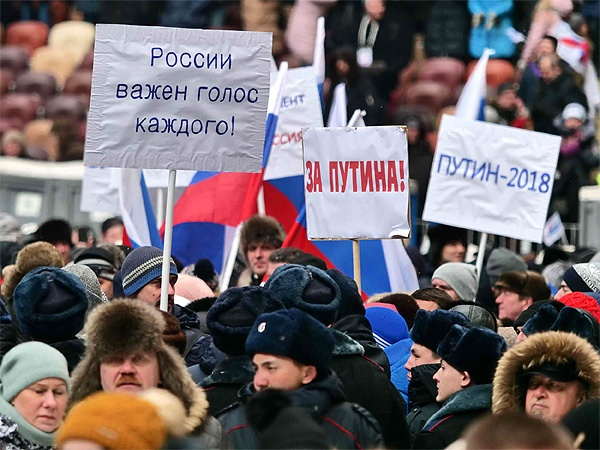 России
важен голос
каждого!
ЗА ПУТИНА!
ПУТИН-2018